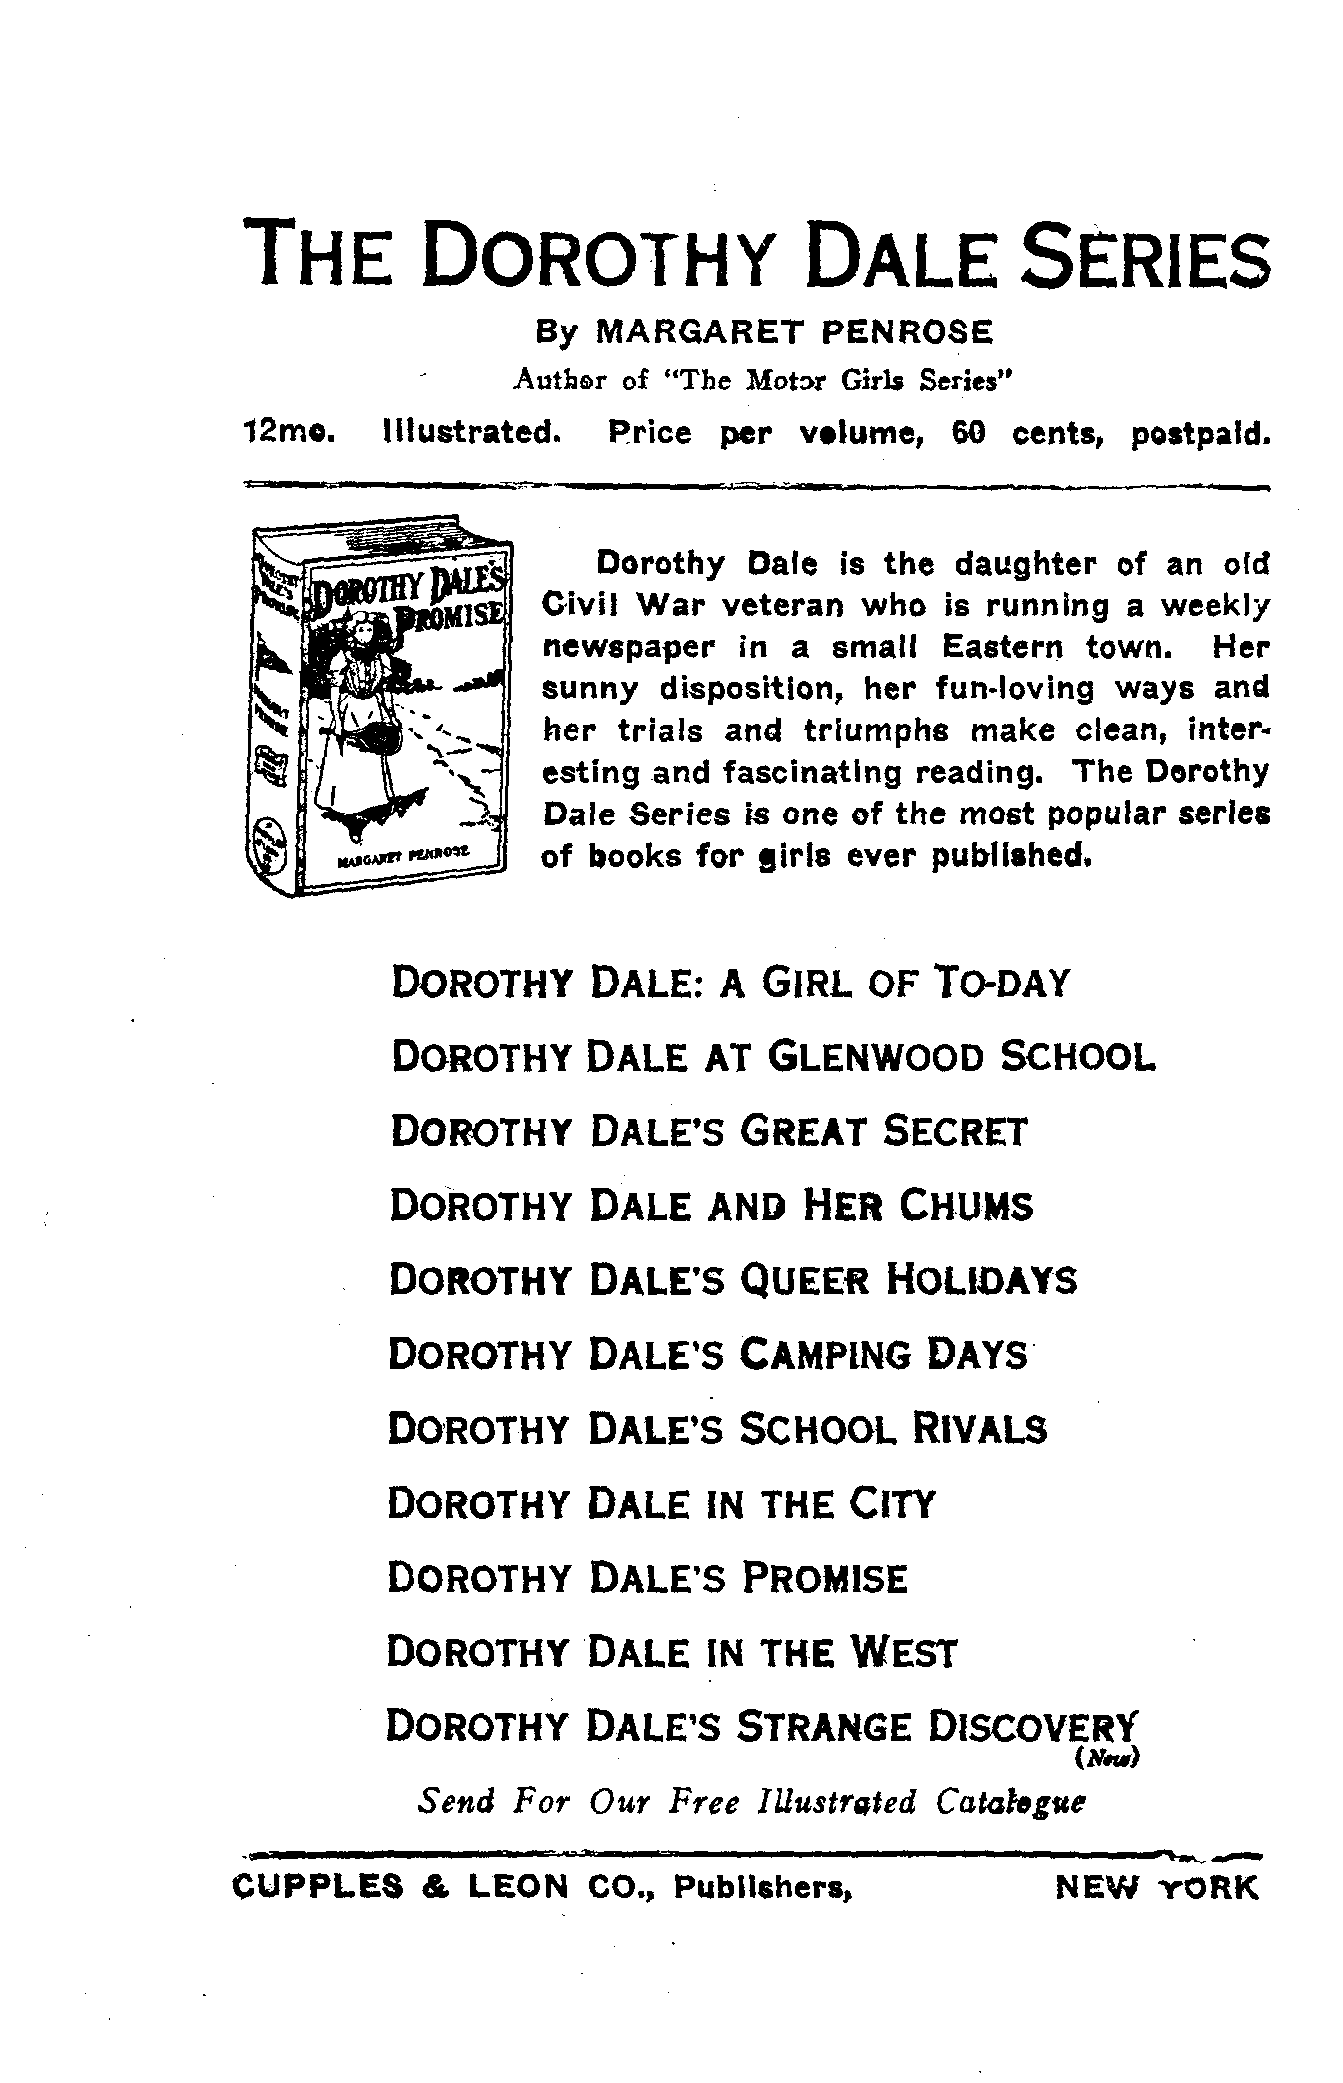 THE DOROTHY DALE SERIES
By MARGARET PENROSE
Author of "The Motor Girls Series"
12mo. Illustrated. Price per volume, 60 cents, postpaid.
DOROTHY DALE'S
PROMISE
MARGARET PENROSE
DOROTHY
DALE'S
PROMISE
MARGARET
PENROSE
Dorothy Dale is the daughter of an old
Civil War veteran who is running a weekly
newspaper in a small Eastern town. Her
sunny disposition, her fun-loving ways and
her trials and triumphs make clean, inter-
esting and fascinating reading. The Dorothy
Dale Series is one of the most popular series
of books for girls ever published.
DOROTHY DALE: A GIRL OF TO-DAY
DOROTHY DALE AT GLENWOOD SCHOOL
DOROTHY DALE'S GREAT SECRET
DOROTHY DALE AND HER CHUMS
DOROTHY DALE'S QUEER HOLIDAYS
DOROTHY DALE'S CAMPING DAYS
DOROTHY DALE'S SCHOOL RIVALS
DOROTHY DALE IN THE CITY
DOROTHY DALE'S PROMISE
DOROTHY DALE IN THE WEST
DOROTHY DALE'S STRANGE DISCOVERY
(New)
Send For Our Free Illustrated Catalogue
CUPPLES & LEON CO., Publishers, NEW YORK